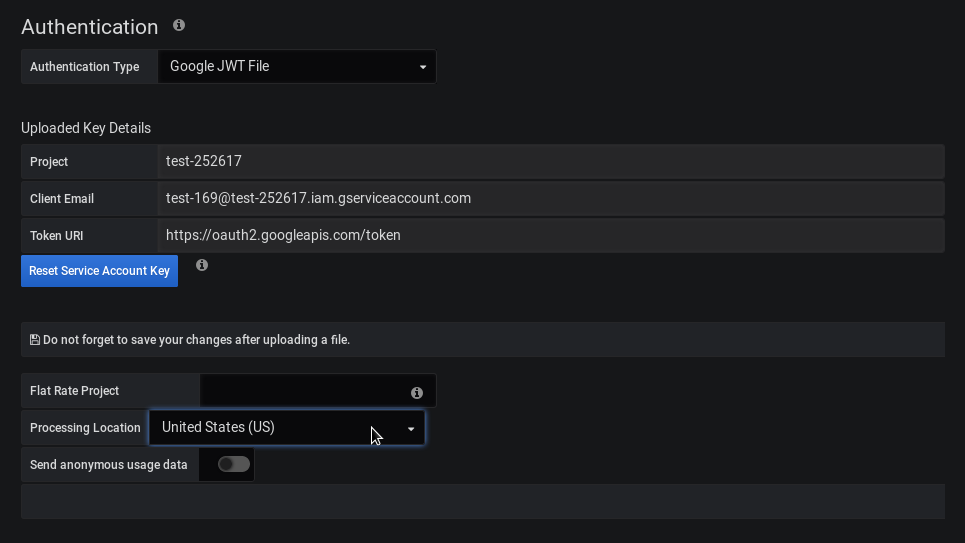 Authentication
Authentication Type Google JWT File
Uploaded Key Details
Project test-252617
Client Email test-169@test-252617.iam.gserviceaccount.com
Token URI https://oauth2.googleapis.com/token
Reset Service Account Key
Do not forget to save your changes after uploading a file.
Flat Rate Project
Processing Location United States (US)
Send anonymous usage data